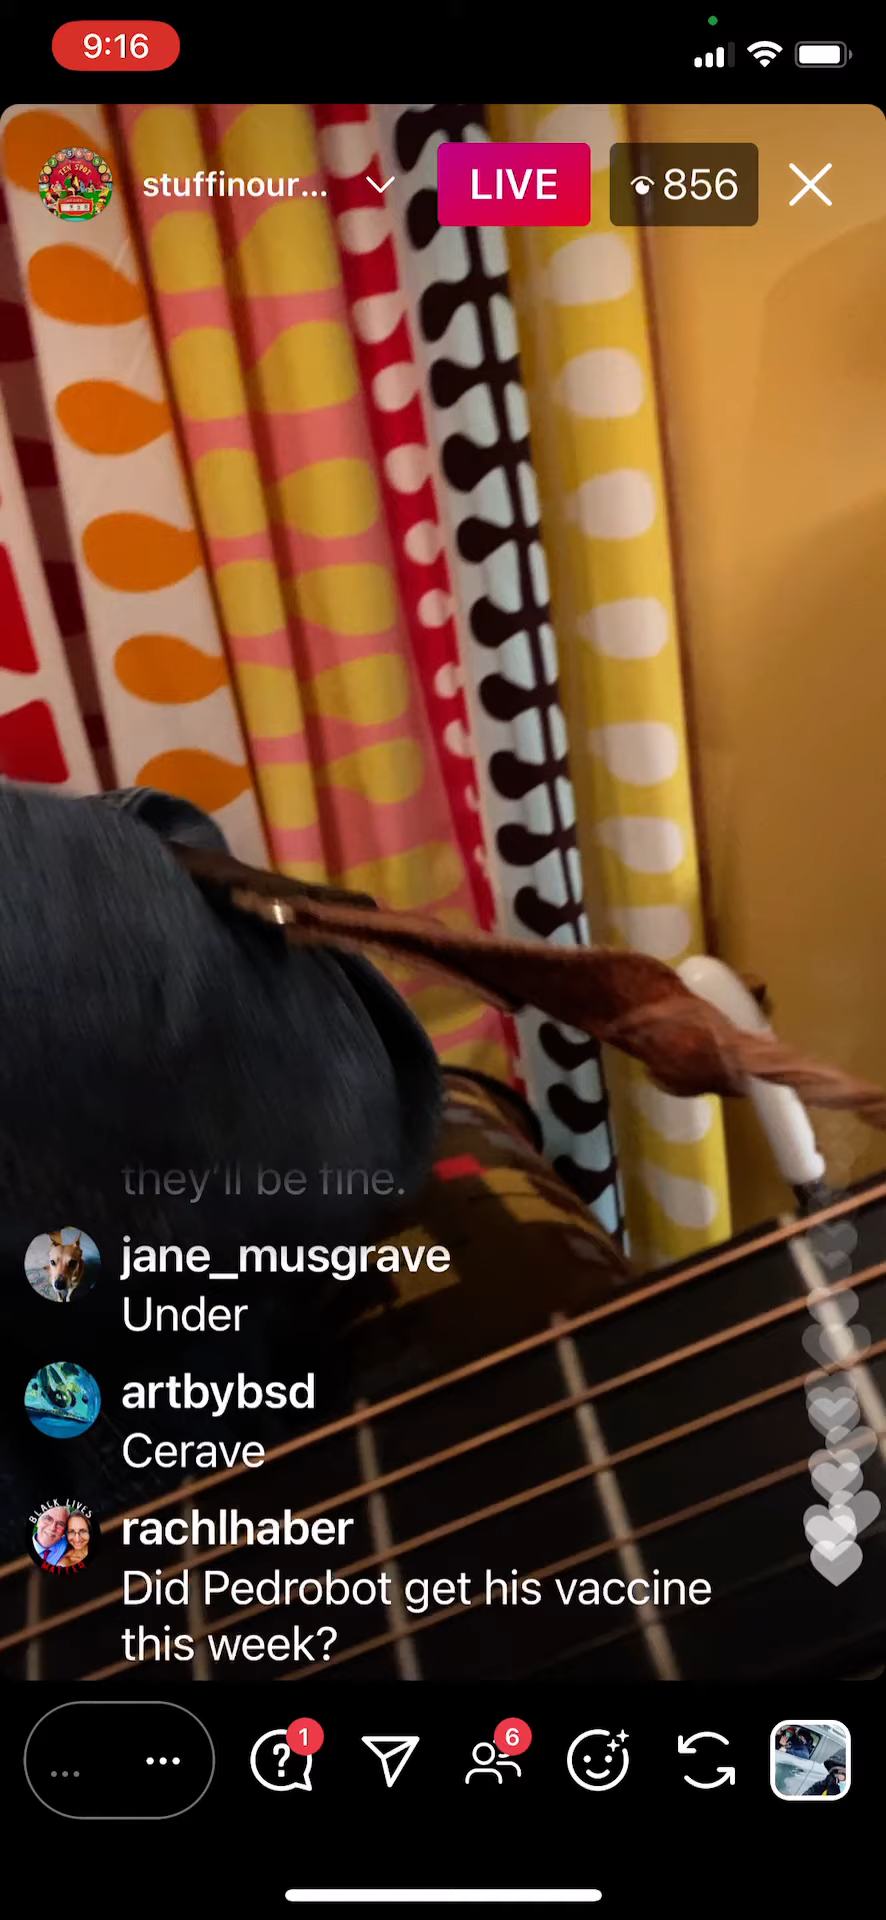 9:16
stuffinour...
LIVE
856
they'll be fine.
jane_musgrave
Under
artbybsd
Cerave
rachlhaber
Did Pedrobot get his vaccine
this week?
1
6